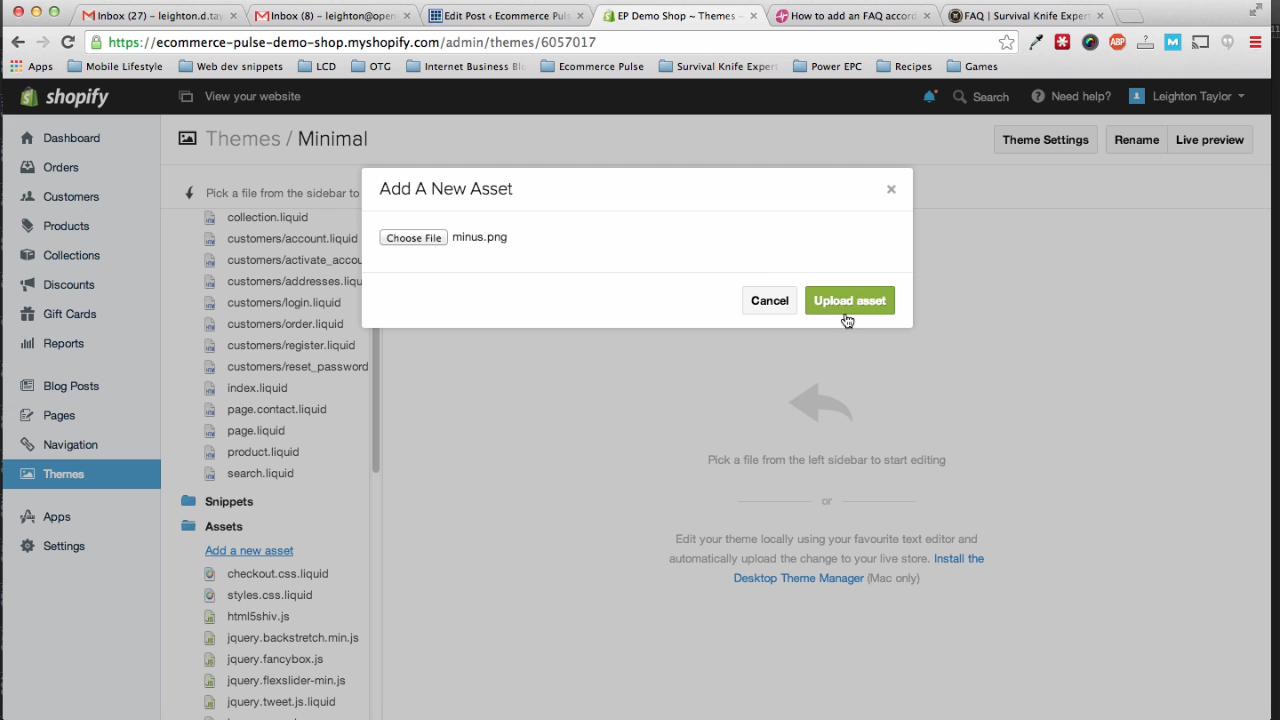 Inbox (27) – leighton.d.tay
Inbox (8) – leighton@open
Edit Post ‹ Ecommerce Puls
EP Demo Shop ~ Themes –
How to add an FAQ accord
FAQ | Survival Knife Expert
https://ecommerce-pulse-demo-shop.myshopify.com/admin/themes/6057017
Apps
Mobile Lifestyle
Web dev snippets
LCD
OTG
Internet Business Bl
Ecommerce Pulse
Survival Knife Expert
Power EPC
Recipes
Games
shopify
View your website
Search
Need help?
Leighton Taylor
Dashboard
Orders
Customers
Products
Collections
Discounts
Gift Cards
Reports
Blog Posts
Pages
Navigation
Themes
Apps
Settings
Themes / Minimal
Theme Settings
Rename
Live preview
Pick a file from the sidebar to
collection.liquid
customers/account.liquid
customers/activate_accou
customers/addresses.liqu
customers/login.liquid
customers/order.liquid
customers/register.liquid
customers/reset_password
index.liquid
page.contact.liquid
page.liquid
product.liquid
search.liquid
Snippets
Assets
Add a new asset
checkout.css.liquid
styles.css.liquid
html5shiv.js
jquery.backstretch.min.js
jquery.fancybox.js
jquery.flexslider-min.js
jquery.tweet.js.liquid
Add A New Asset
×
Choose File minus.png
Cancel
Upload asset
Pick a file from the left sidebar to start editing
or
Edit your theme locally using your favourite text editor and
automatically upload the change to your live store. Install the
Desktop Theme Manager (Mac only)